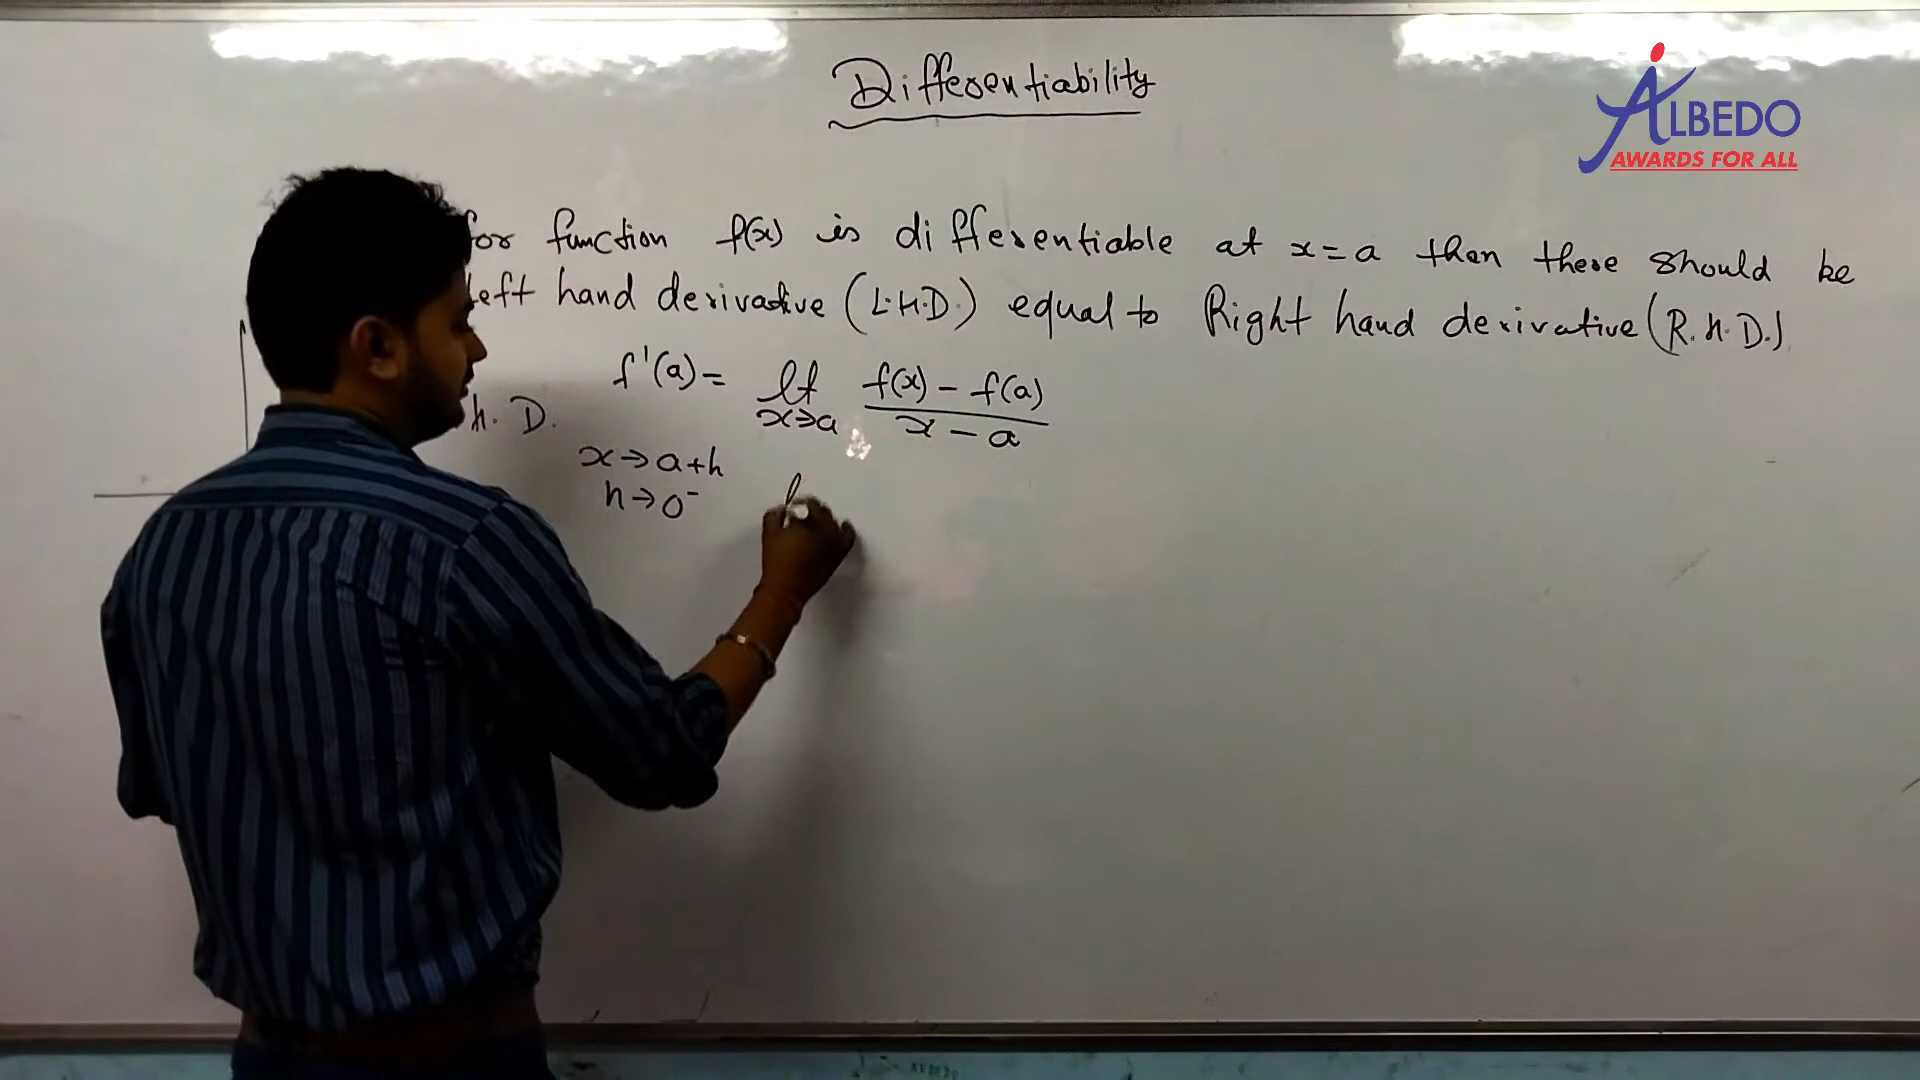 Differentiability
ALBEDO
AWARDS FOR ALL
for function f(x) is differentiable at x=a then there should be
Left hand derivative (L.H.D.) equal to Right hand derivative (R.H.D.)
f'(a) = lt x→a f(x) - f(a) / x - a
H. D.
x→a+h
h→0⁻